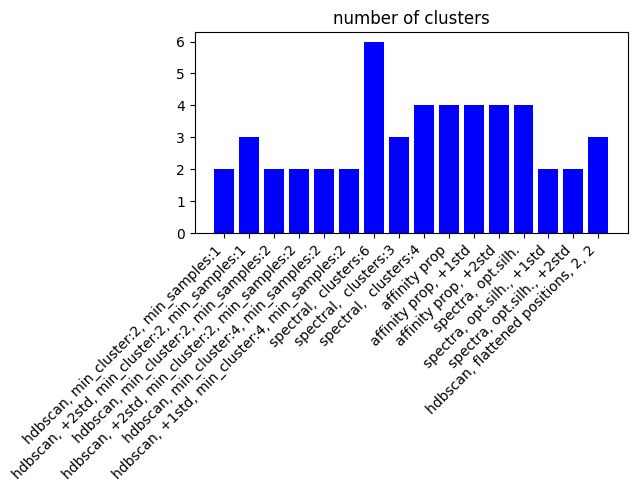 number of clusters
6
5
4
3
2
1
0
hdbscan, min_cluster:2, min_samples:1
hdbscan, +2std, min_cluster:2, min_samples:1
hdbscan, min_cluster:2, min_samples:2
hdbscan, +2std, min_cluster:2, min_samples:2
hdbscan, min_cluster:4, min_samples:2
hdbscan, +1std, min_cluster:4, min_samples:2
spectral,  clusters:6
spectral,  clusters:3
spectral,  clusters:4
affinity prop
affinity prop, +1std
affinity prop, +2std
spectra, opt.silh.
spectra, opt.silh., +1std
spectra, opt.silh., +2std
hdbscan, flattened positions, 2, 2